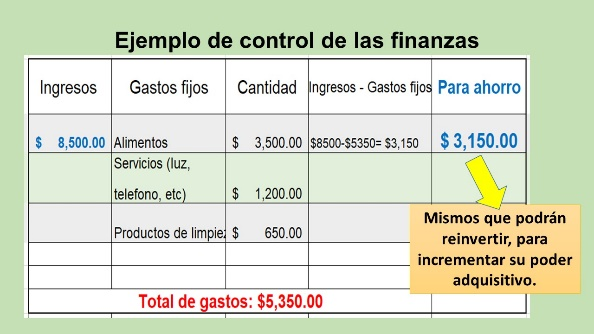 Ejemplo de control de las finanzas
Ingresos Gastos fijos Cantidad Ingresos - Gastos fijos Para ahorro
$ 8,500.00 Alimentos $ 3,500.00 $8500-$5350= $3,150 $ 3,150.00
Servicios (luz,
telefono, etc) $ 1,200.00
Productos de limpiez $ 650.00
Total de gastos: $5,350.00
Mismos que podrán
reinvertir, para
incrementar su poder
adquisitivo.